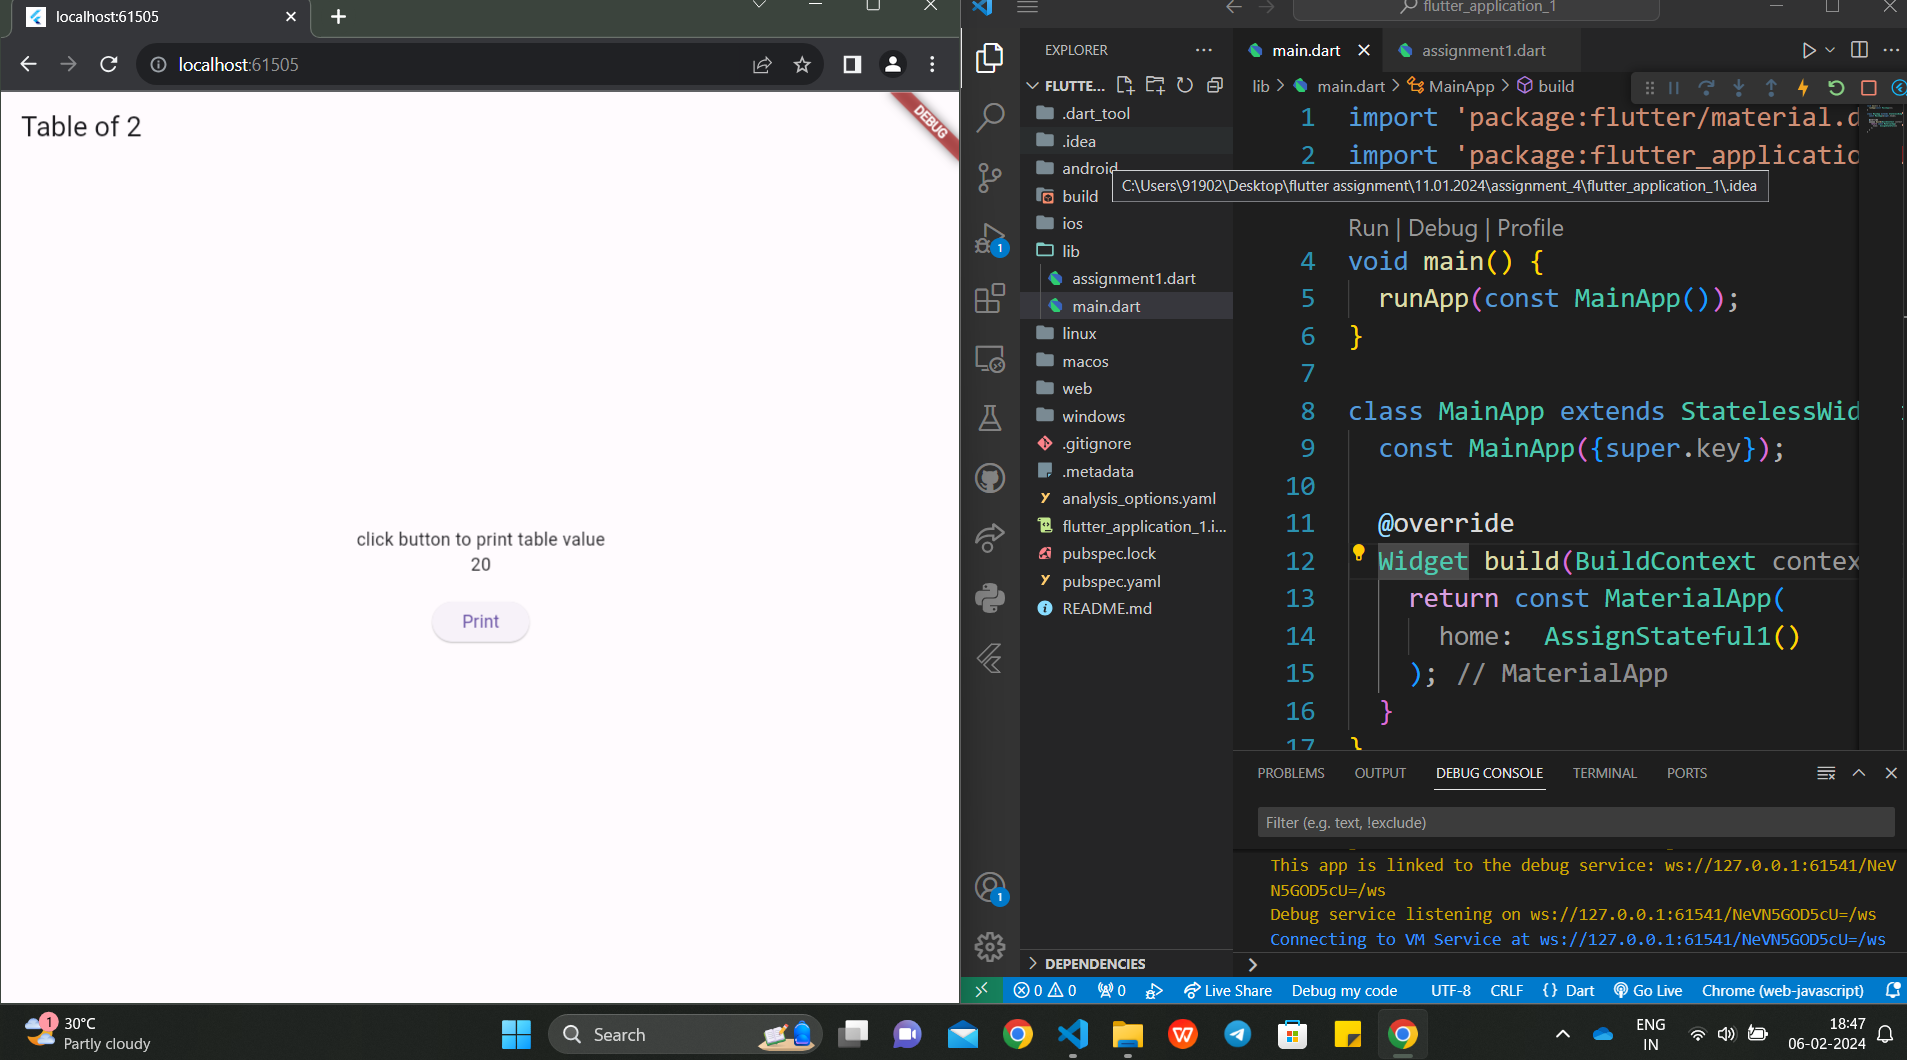 localhost:61505
localhost:61505
Table of 2
DEBUG
click button to print table value
20
Print
flutter_application_1
EXPLORER
FLUTTE...
.dart_tool
.idea
android
build
ios
lib
assignment1.dart
main.dart
linux
macos
web
windows
.gitignore
.metadata
analysis_options.yaml
flutter_application_1.i...
pubspec.lock
pubspec.yaml
README.md
DEPENDENCIES
C:\Users\91902\Desktop\flutter assignment\11.01.2024\assignment_4\flutter_application_1\.idea
main.dart
assignment1.dart
lib > main.dart > MainApp > build
1 import 'package:flutter/material.d
2 import 'package:flutter_applicatio
Run | Debug | Profile
4 void main() {
5 runApp(const MainApp());
6 }
7
8 class MainApp extends StatelessWid
9 const MainApp({super.key});
10
11 @override
12 Widget build(BuildContext contex
13 return const MaterialApp(
14 home:  AssignStateful1()
15 ); // MaterialApp
16 }
17 }
PROBLEMS OUTPUT DEBUG CONSOLE TERMINAL PORTS
Filter (e.g. text, !exclude)
This app is linked to the debug service: ws://127.0.0.1:61541/NeV
N5GOD5cU=/ws
Debug service listening on ws://127.0.0.1:61541/NeVN5GOD5cU=/ws
Connecting to VM Service at ws://127.0.0.1:61541/NeVN5GOD5cU=/ws
1
1
0 0 0 Live Share Debug my code UTF-8 CRLF {} Dart Go Live Chrome (web-javascript)
1
30°C
Partly cloudy
Search
ENG
IN
18:47
06-02-2024